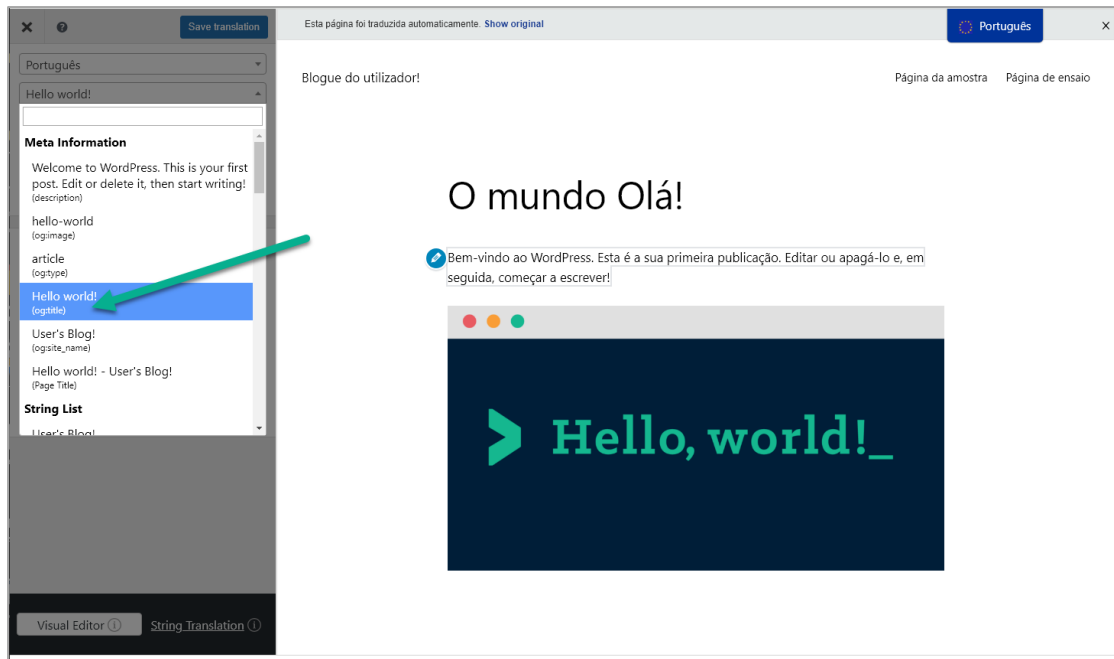 Save translation
Português
Hello world!
Meta Information
Welcome to WordPress. This is your first
post. Edit or delete it, then start writing!
(description)
hello-world
(og:image)
article
(og:type)
Hello world!
(og:title)
User's Blog!
(og:site_name)
Hello world! - User's Blog!
(Page Title)
String List
User's Blog!
Visual Editor
String Translation
Esta página foi traduzida automaticamente. Show original
Português
Blogue do utilizador!
Página da amostra Página de ensaio
O mundo Olá!
Bem-vindo ao WordPress. Esta é a sua primeira publicação. Editar ou apagá-lo e, em
seguida, começar a escrever!
> Hello, world!_